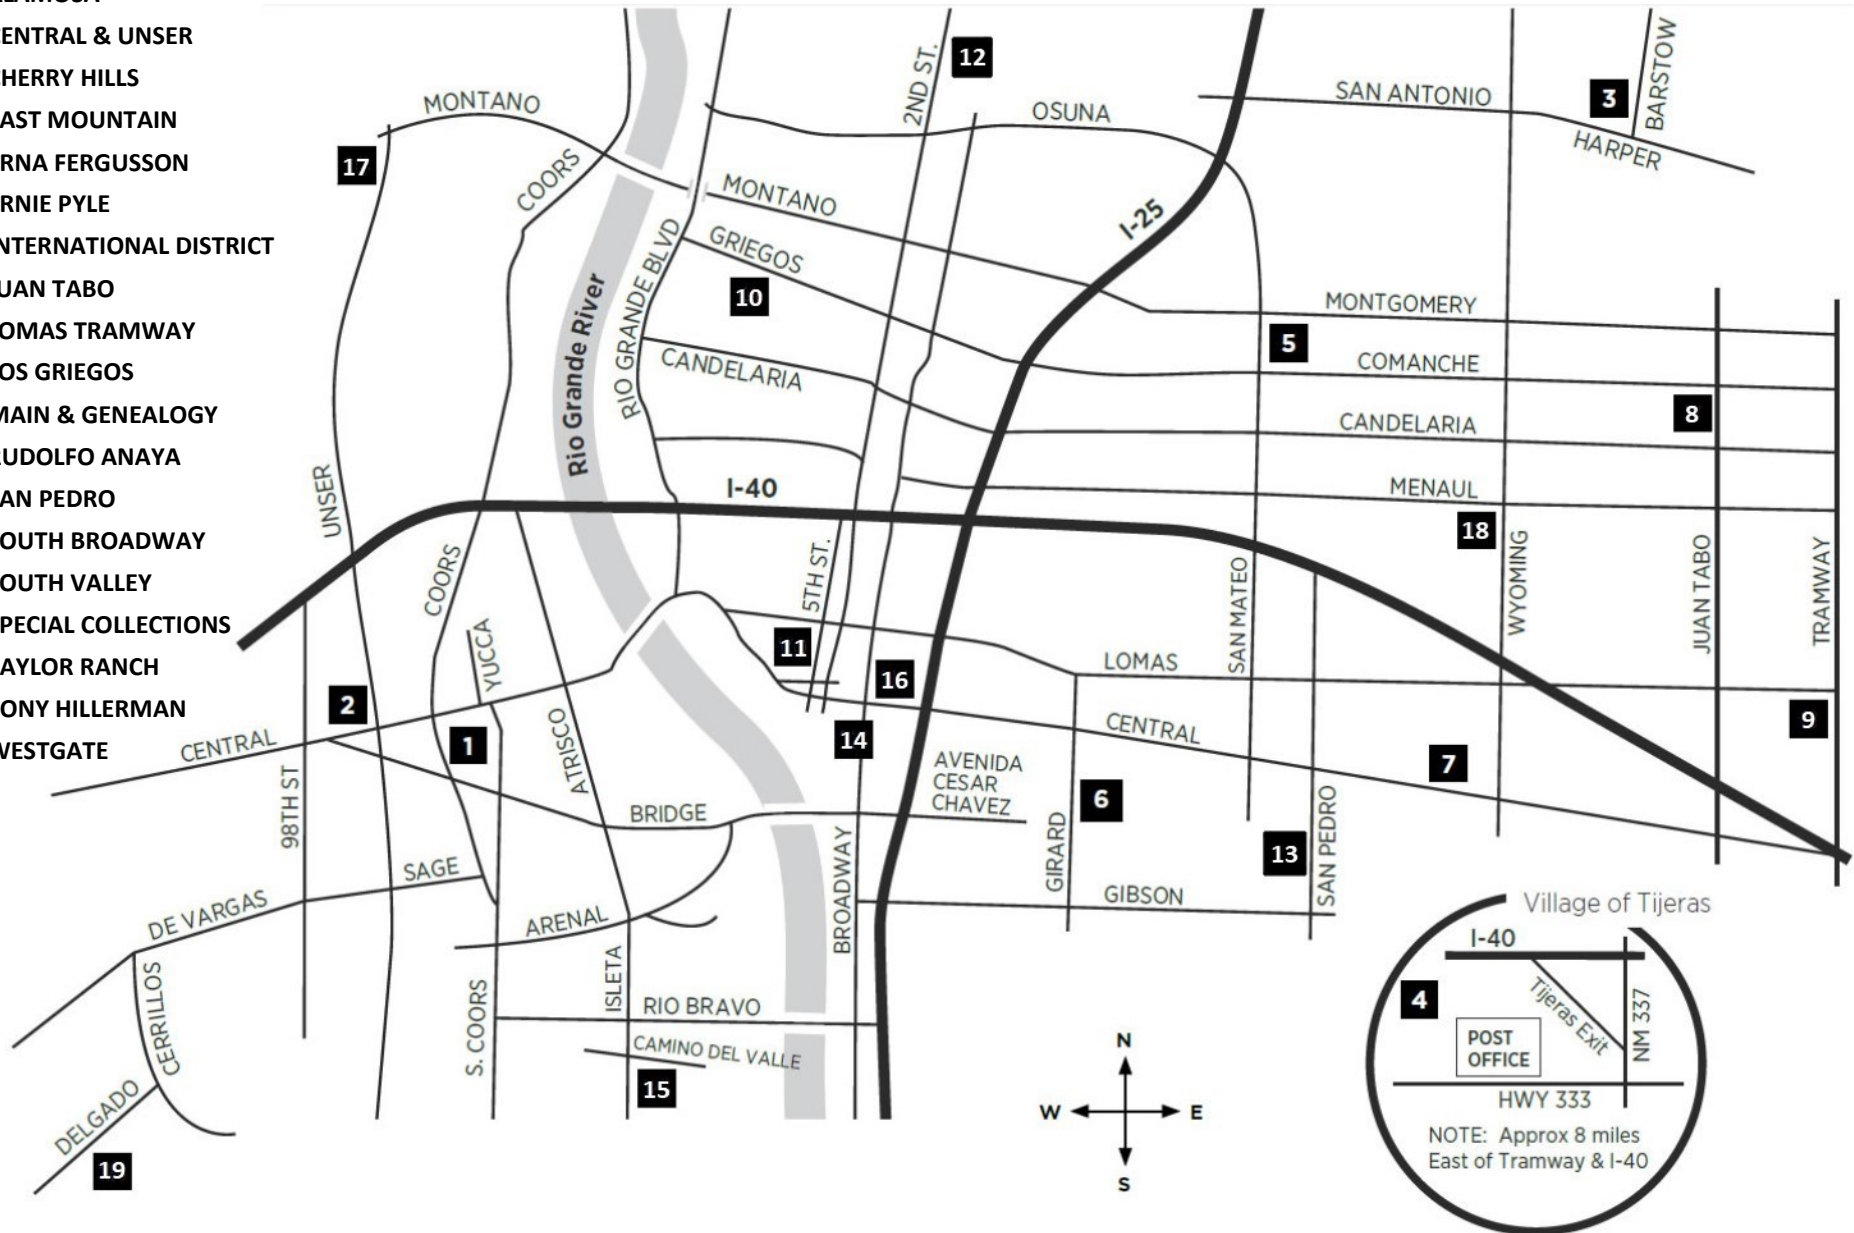 ENTRAL & UNSER
HERRY HILLS
AST MOUNTAIN
RNA FERGUSSON
RNIE PYLE
NTERNATIONAL DISTRICT
UAN TABO
OMAS TRAMWAY
OS GRIEGOS
MAIN & GENEALOGY
RUDOLFO ANAYA
AN PEDRO
OUTH BROADWAY
OUTH VALLEY
PECIAL COLLECTIONS
AYLOR RANCH
ONY HILLERMAN
WESTGATE
12
2ND ST.
BARSTOW
3
SAN ANTONIO
HARPER
MONTANO
OSUNA
17
COORS
MONTANO
I-25
GRIEGOS
RIO GRANDE BLVD
10
Rio Grande River
MONTGOMERY
5
COMANCHE
CANDELARIA
8
CANDELARIA
MENAUL
I-40
18
UNSER
COORS
5TH ST.
SAN MATEO
WYOMING
JUAN TABO
TRAMWAY
YUCCA
11
LOMAS
16
2
9
CENTRAL
1
ATRISCO
14
CENTRAL
7
AVENIDA
CESAR
CHAVEZ
98TH ST
BRIDGE
6
GIRARD
13
SAN PEDRO
BROADWAY
SAGE
DE VARGAS
ARENAL
GIBSON
CERRILLOS
S. COORS
ISLETA
RIO BRAVO
CAMINO DEL VALLE
15
DELGADO
19
N
W
E
S
Village of Tijeras
I-40
4
Tijeras Exit
NM 337
POST
OFFICE
HWY 333
NOTE: Approx 8 miles
East of Tramway & I-40